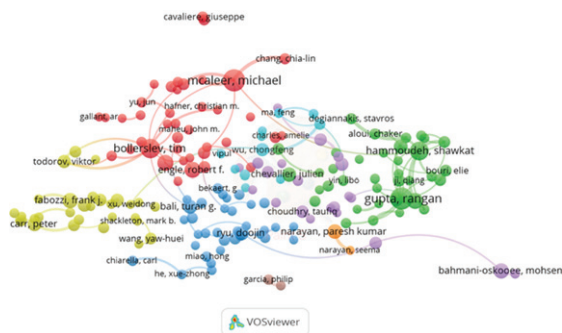 cavaliere, giuseppe
chang, chia-lin
mcaleer, michael
yu, jun
hafner, christian m.
gallant, ar.
ma, feng
dogiannakis, stavros
maheu, john m.
charles, amelie
aloui, chaker
bollerslev, tim
vipul
wu, chongfeng
hammoudeh, shawkat
todorov, viktor
engle, robert f.
chevallier, julien
ji, qiang
bouri, elie
bekaert, g.
yin, libo
fabozzi, frank j.
xu, weidong
bali, turan g.
gupta, rangan
shackleton, mark b.
choudhry, taufiq
carr, peter
wang, yaw-huei
ryu, doojin
narayan, paresh kumar
miao, hong
narayan, seema
chiarella, carl
he, xue-zhong
bahmani-oskooee, mohsen
garcia, philip
VOSviewer